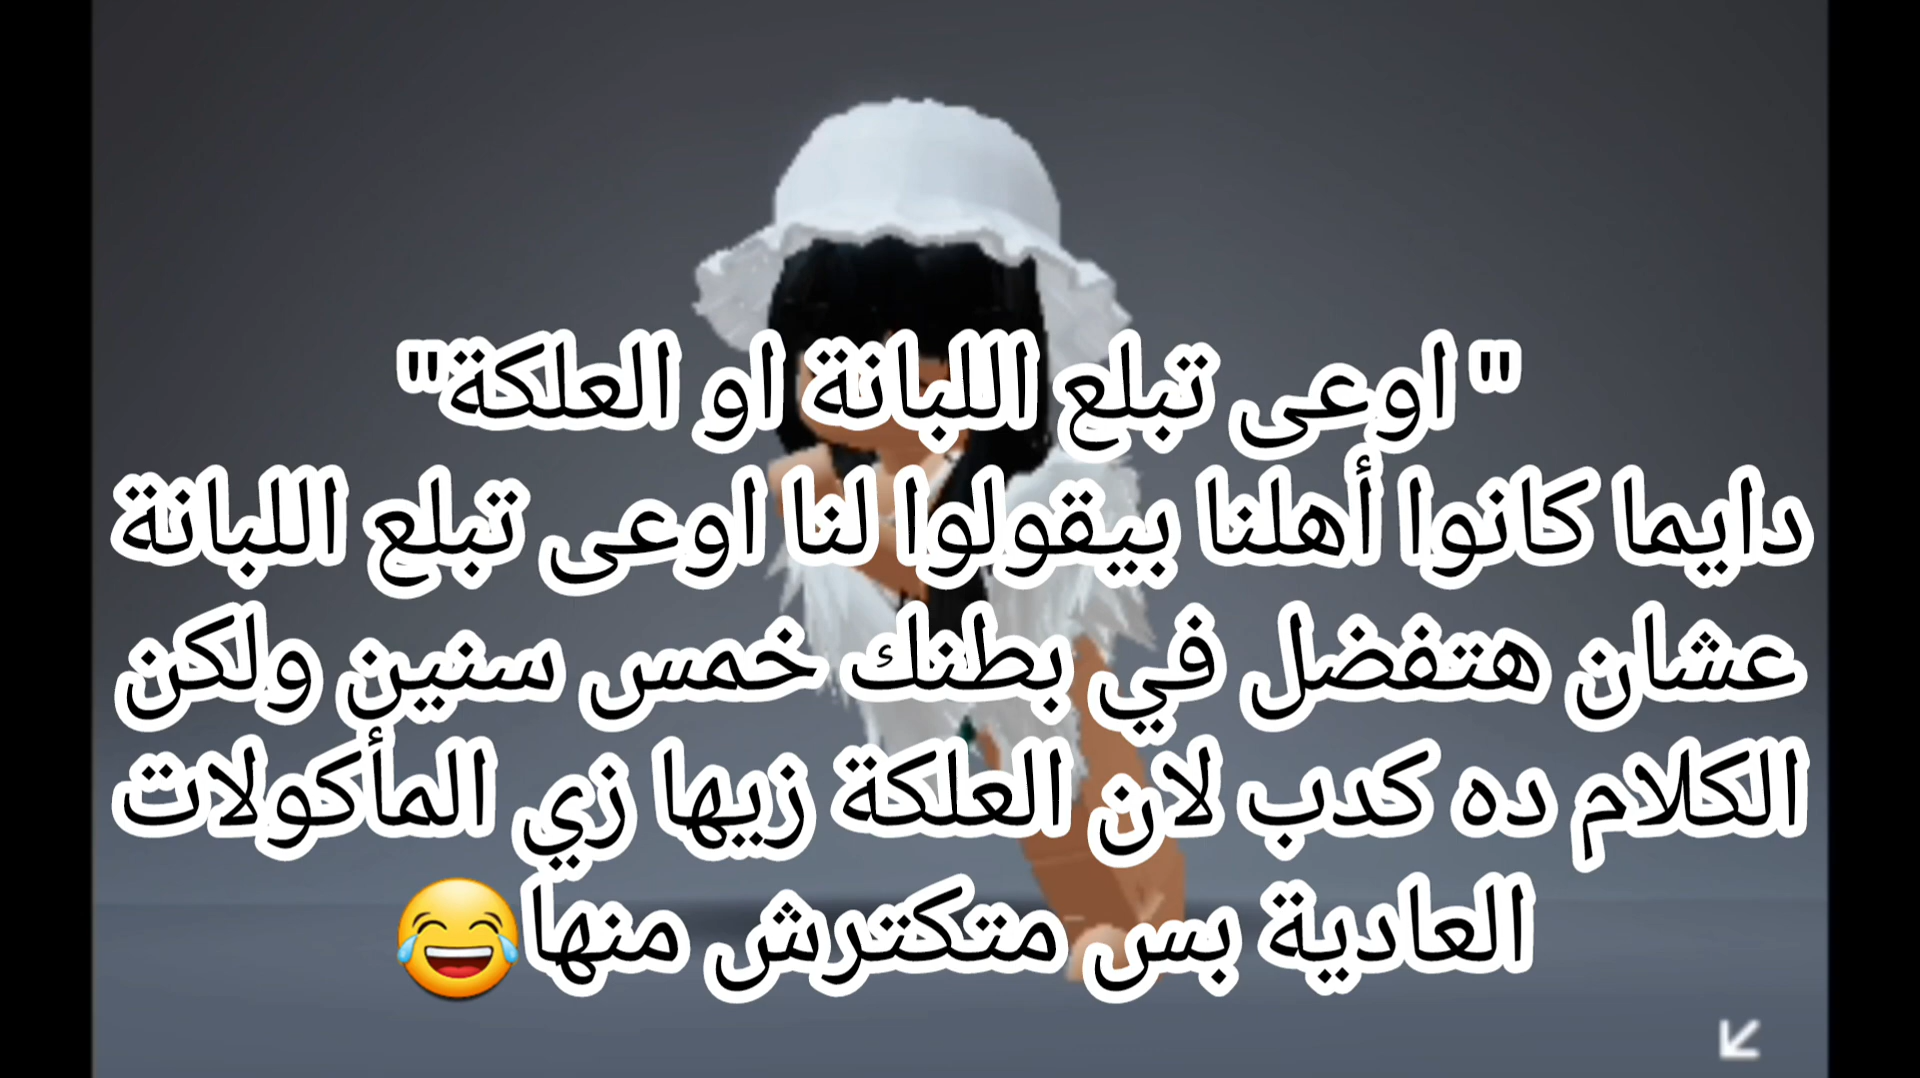 " اوعى تبلع اللبانة او العلكة"
دايما كانوا أهلنا بيقولوا لنا اوعى تبلع اللبانة
عشان هتفضل في بطنك خمس سنين ولكن
الكلام ده كدب لان العلكة زيها زي المأكولات
العادية بس متكترش منها😂